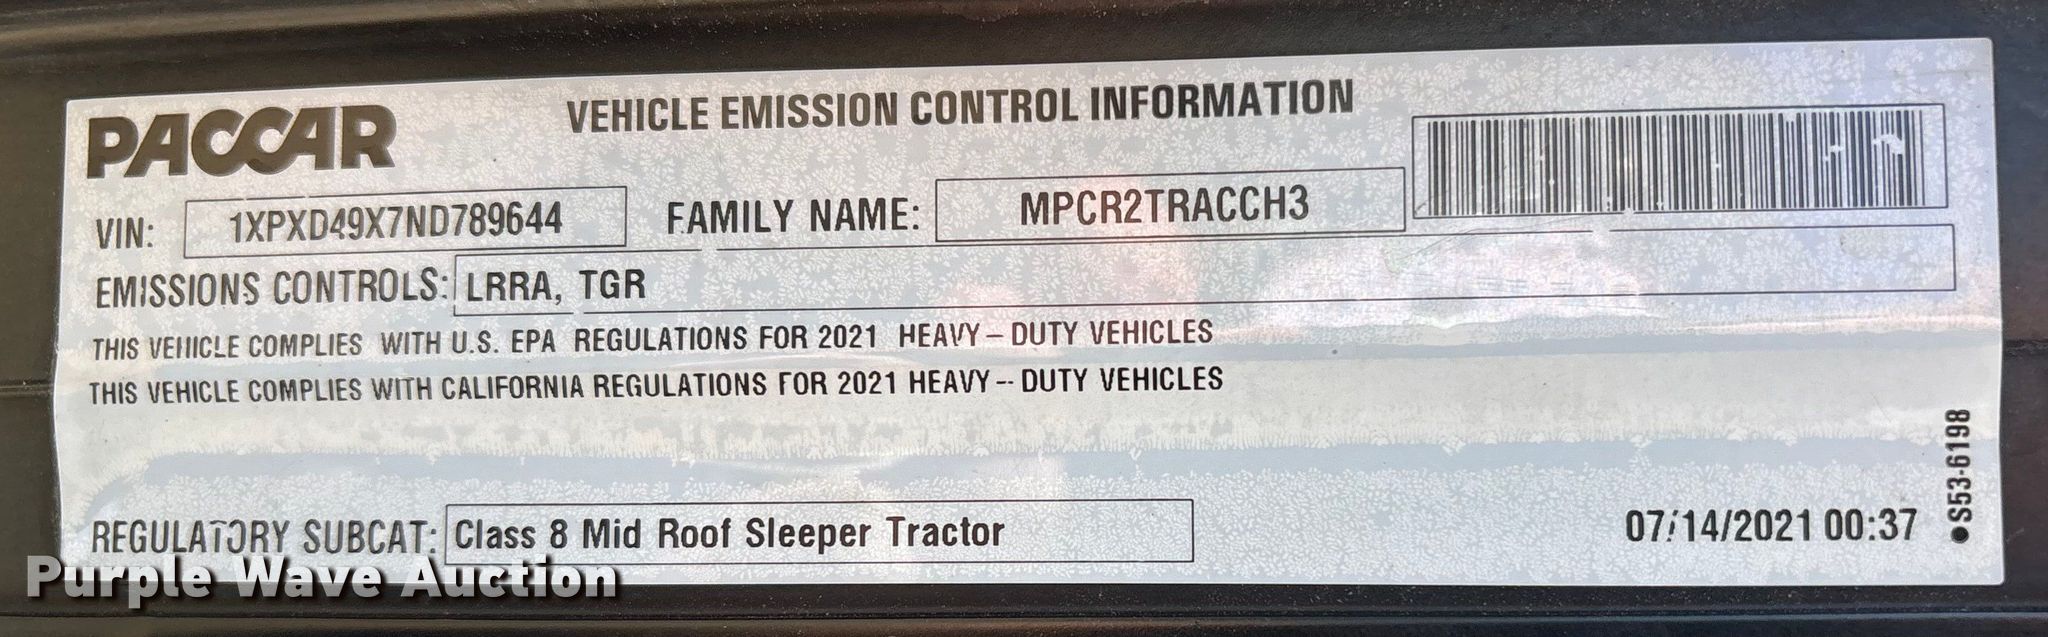 PACCAR
VEHICLE EMISSION CONTROL INFORMATION
VIN: 1XPXD49X7ND789644 FAMILY NAME: MPCR2TRACCH3
EMISSIONS CONTROLS: LRRA, TGR
THIS VEHICLE COMPLIES WITH U.S. EPA REGULATIONS FOR 2021 HEAVY – DUTY VEHICLES
THIS VEHICLE COMPLIES WITH CALIFORNIA REGULATIONS FOR 2021 HEAVY -- DUTY VEHICLES
REGULATORY SUBCAT: Class 8 Mid Roof Sleeper Tractor
07/14/2021 00:37
●S53-6198
Purple Wave Auction